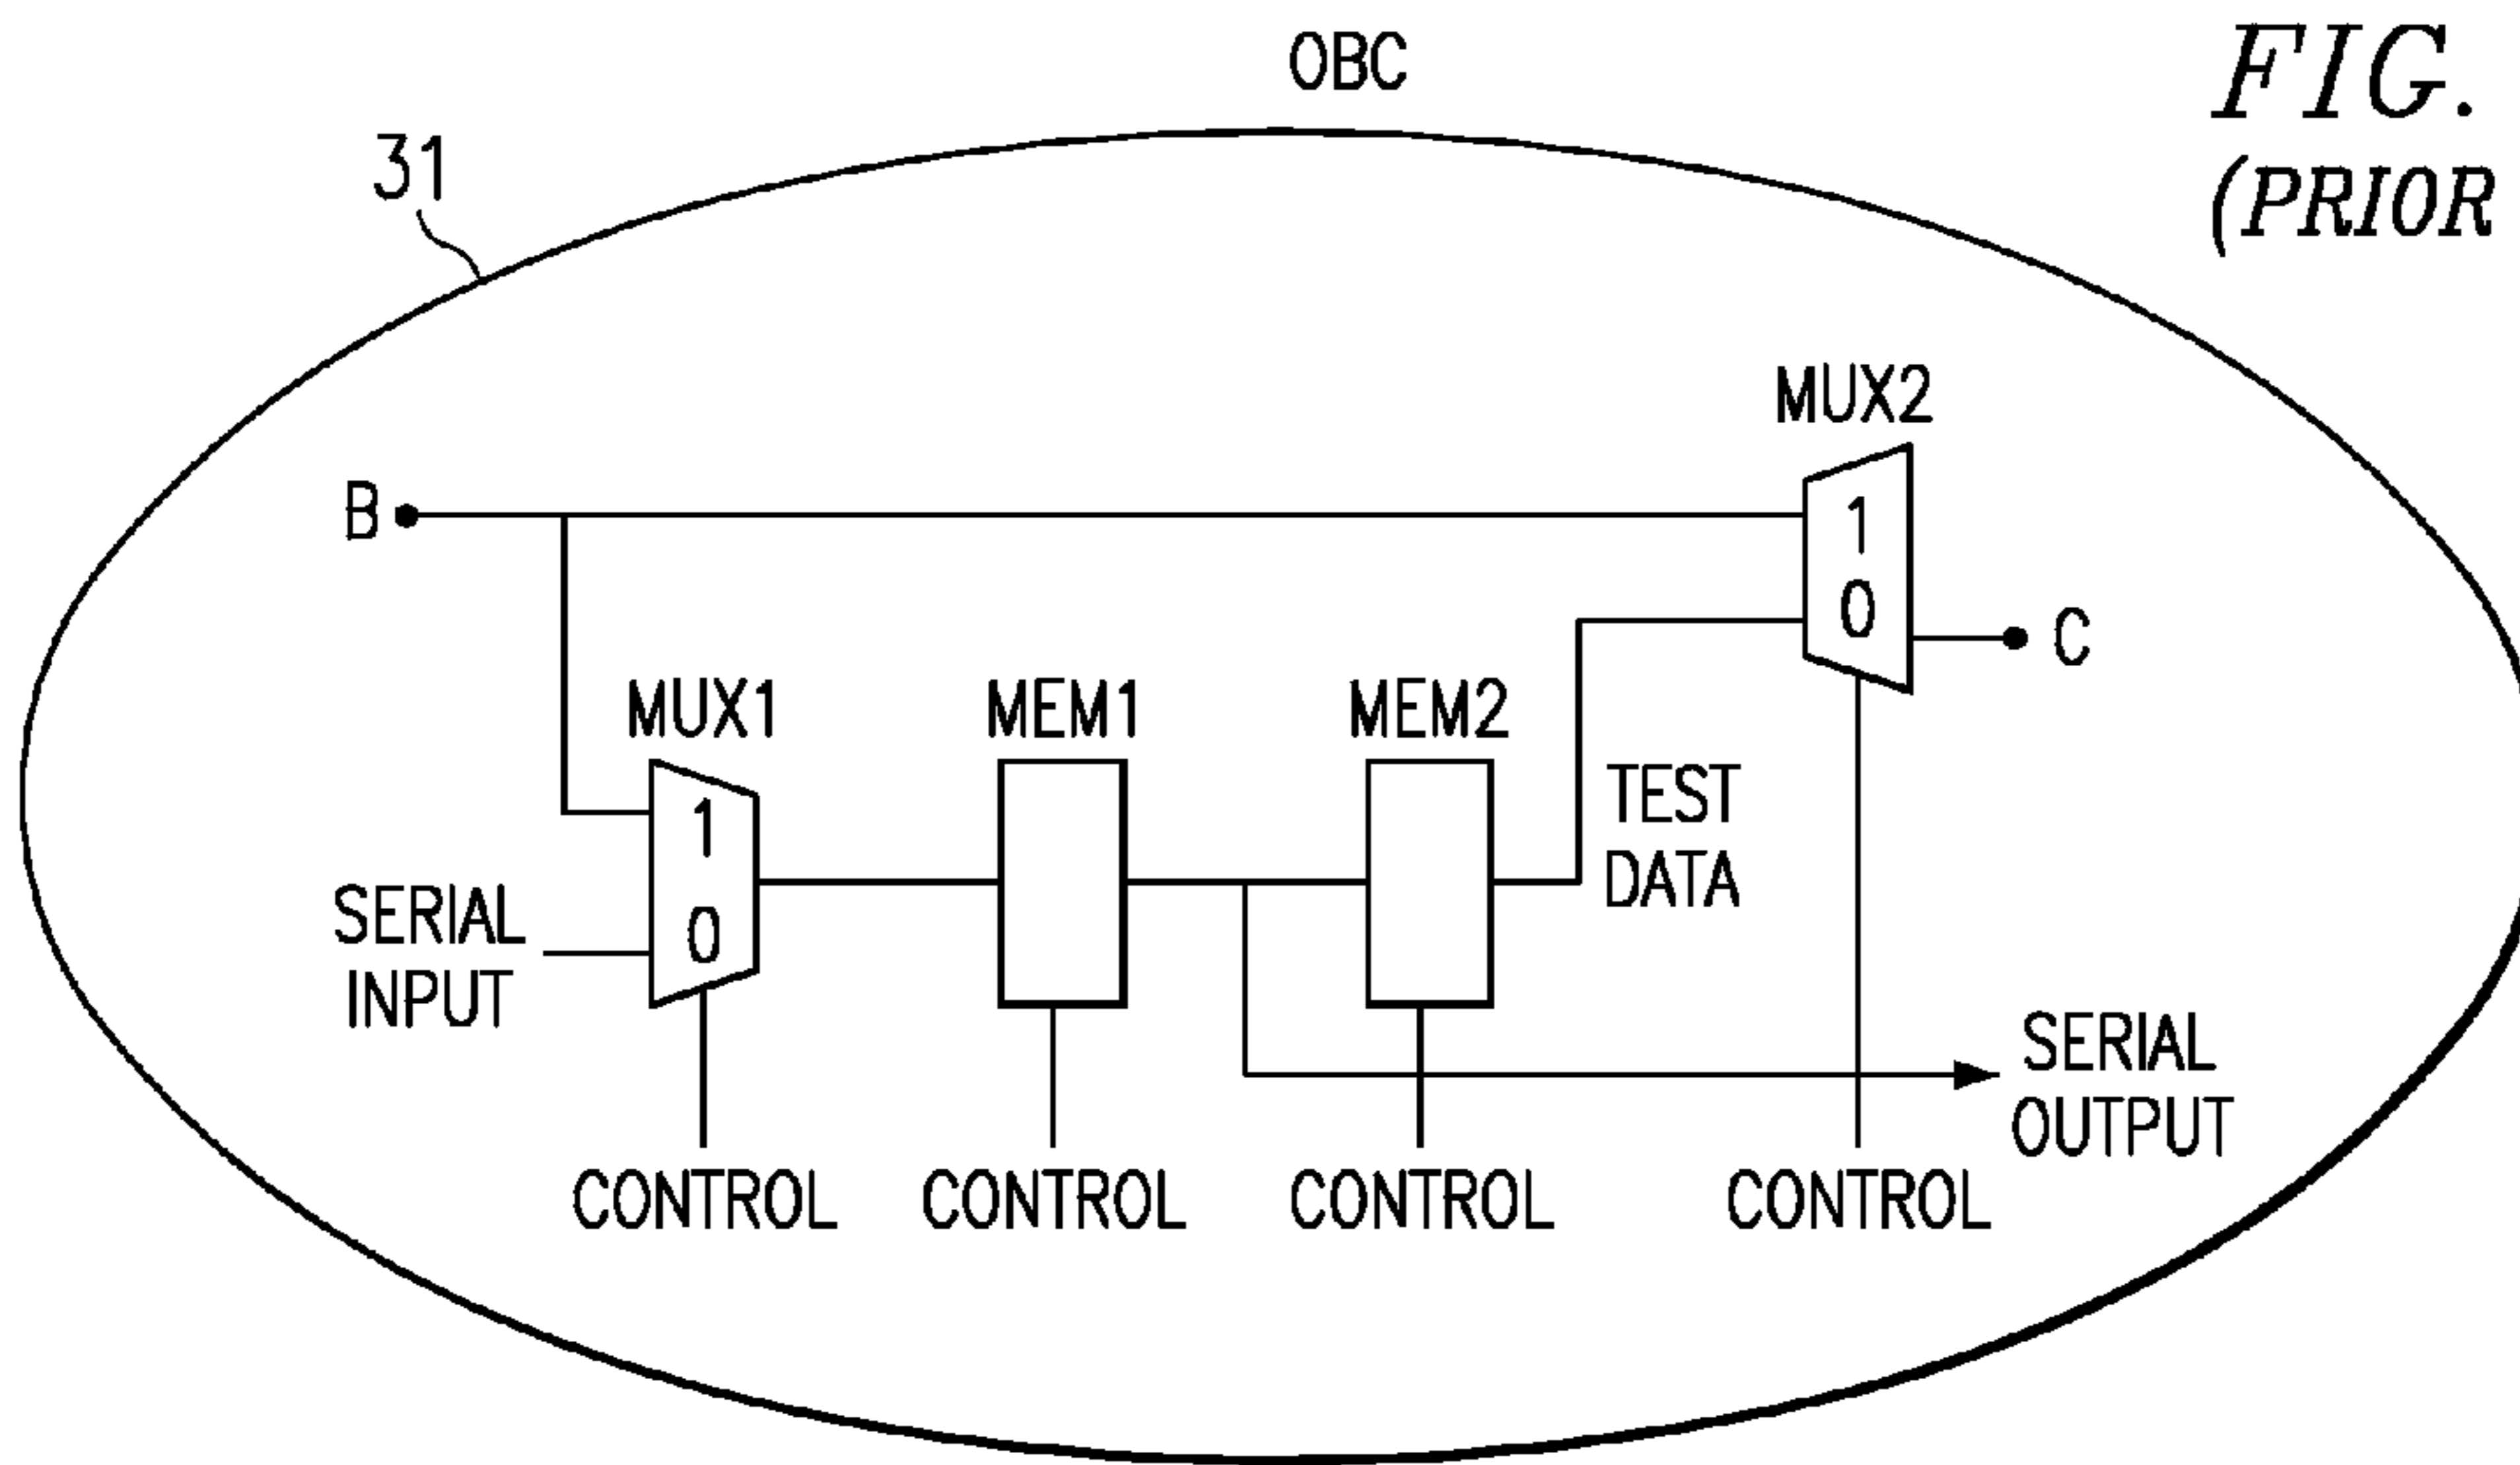 OBC
FIG.
(PRIOR
31
MUX2
B
1
0
C
MUX1
MEM1
MEM2
1
0
TEST
DATA
SERIAL
INPUT
SERIAL
OUTPUT
CONTROL
CONTROL
CONTROL
CONTROL